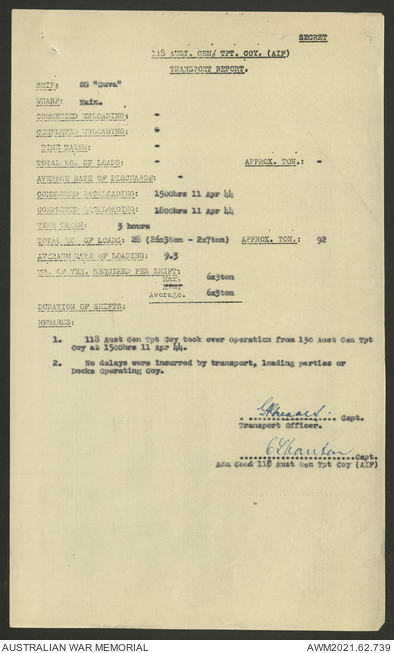 SECRET
118 AUST. GEN/ TPT. COY. (AIF)
TRANSPORT REPORT.
SHIP: SS "Suva"
WHARF: Main.
COMMENCED UNLOADING: -
COMPLETED UNLOADING: -
TIME TAKEN: -
TOTAL NO. OF LOADS: - APPROX. TON.: -
AVERAGE RATE OF DISCHARGE: -
COMMENCED BACKLOADING: 1500hrs 11 Apr 44
COMPLETED BACKLOADING: 1800hrs 11 Apr 44
TIME TAKEN: 3 hours
TOTAL NO. OF LOADS: 28 (26x3ton - 2x7ton) APPROX. TON.: 92
AVERAGE RATE OF LOADING: 9.3
NO. OF VEH. REQUIRED PER SHIFT:
Max. 6x3ton
Average. 6x3ton
DURATION OF SHIFTS:
REMARKS:
1. 118 Aust Gen Tpt Coy took over operation from 130 Aust Gen Tpt
Coy at 1500hrs 11 Apr 44.
2. No delays were incurred by transport, loading parties or
Docks Operating Coy.
Capt.
Transport Officer.
Capt.
Adm Comd 118 Aust Gen Tpt Coy (AIF)
AUSTRALIAN WAR MEMORIAL AWM2021.62.739